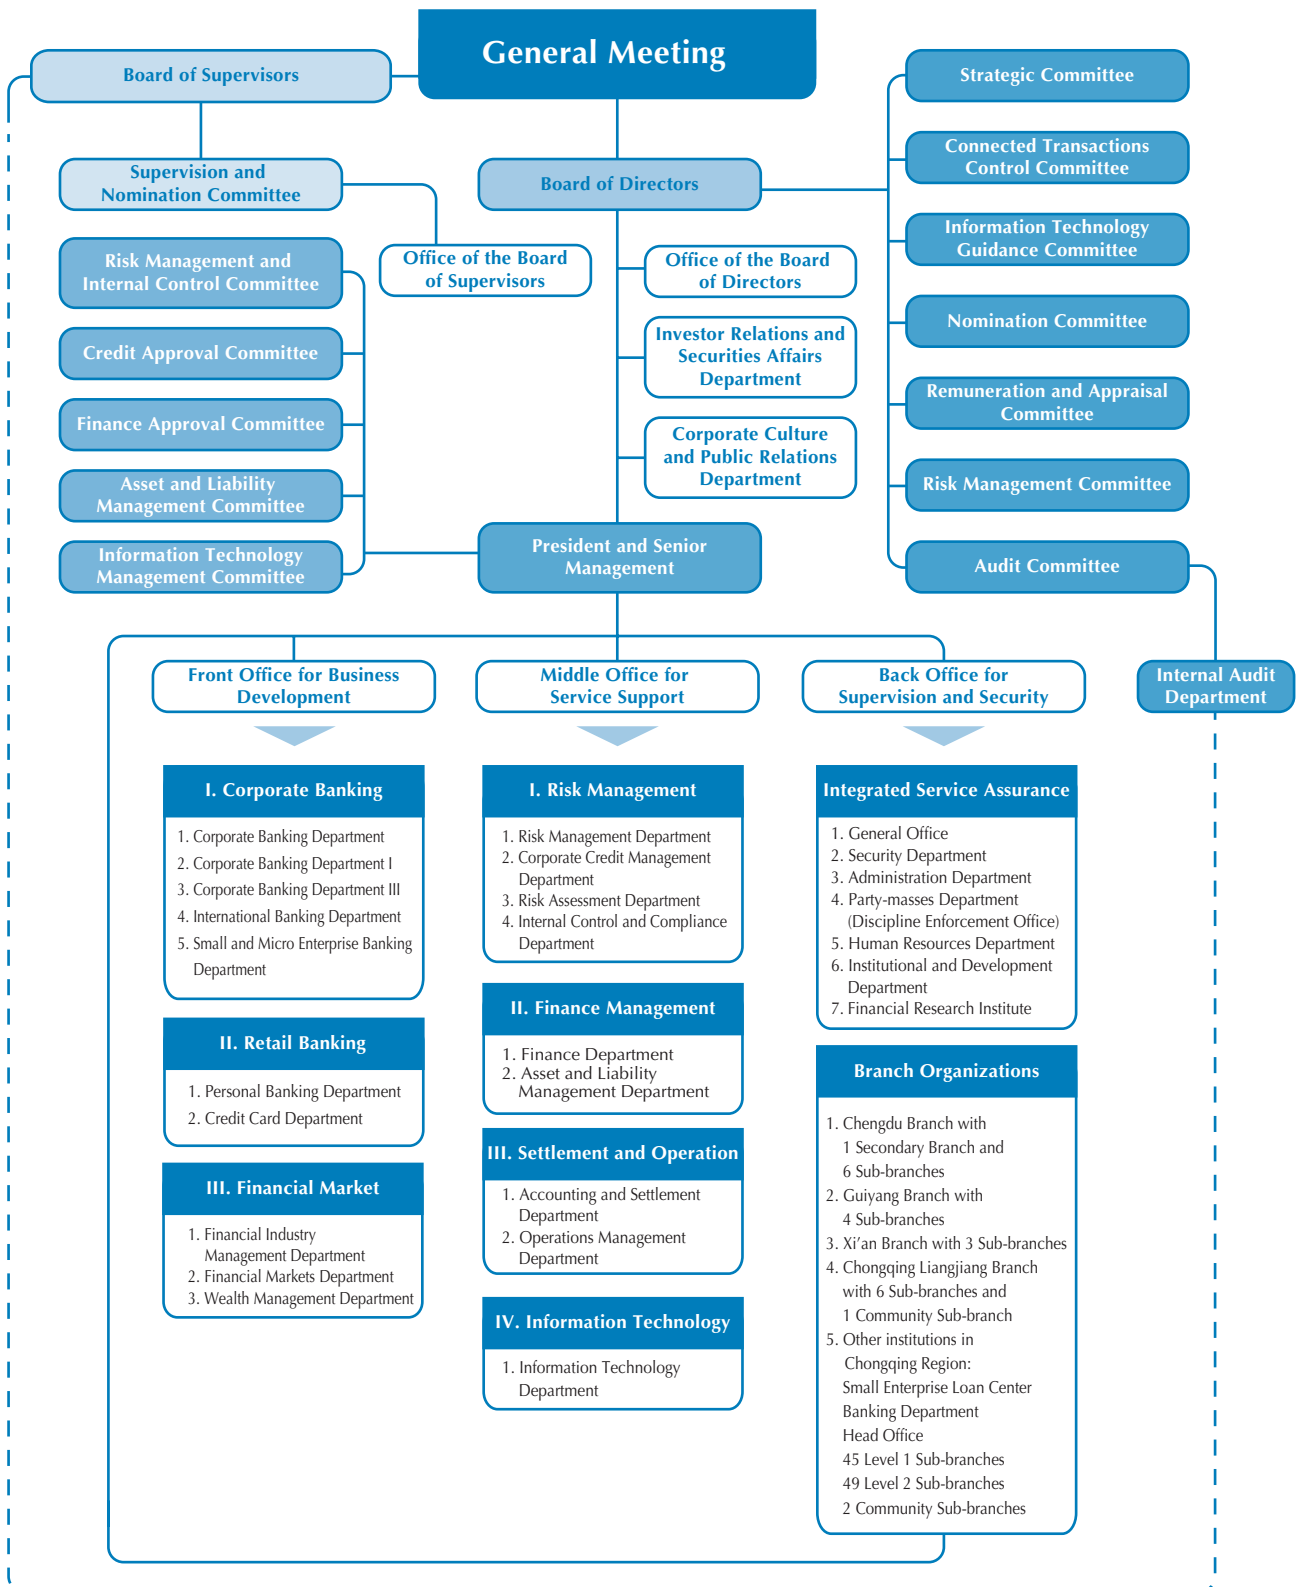 General Meeting
Board of Supervisors
Supervision and
Nomination Committee
Office of the Board
of Supervisors
Risk Management and
Internal Control Committee
Credit Approval Committee
Finance Approval Committee
Asset and Liability
Management Committee
Information Technology
Management Committee
Board of Directors
Office of the Board
of Directors
Investor Relations and
Securities Affairs
Department
Corporate Culture
and Public Relations
Department
President and Senior
Management
Strategic Committee
Connected Transactions
Control Committee
Information Technology
Guidance Committee
Nomination Committee
Remuneration and Appraisal
Committee
Risk Management Committee
Audit Committee
Internal Audit
Department
Front Office for Business
Development
I. Corporate Banking
1. Corporate Banking Department
2. Corporate Banking Department I
3. Corporate Banking Department III
4. International Banking Department
5. Small and Micro Enterprise Banking
Department
II. Retail Banking
1. Personal Banking Department
2. Credit Card Department
III. Financial Market
1. Financial Industry
Management Department
2. Financial Markets Department
3. Wealth Management Department
Middle Office for
Service Support
I. Risk Management
1. Risk Management Department
2. Corporate Credit Management
Department
3. Risk Assessment Department
4. Internal Control and Compliance
Department
II. Finance Management
1. Finance Department
2. Asset and Liability
Management Department
III. Settlement and Operation
1. Accounting and Settlement
Department
2. Operations Management
Department
IV. Information Technology
1. Information Technology
Department
Back Office for
Supervision and Security
Integrated Service Assurance
1. General Office
2. Security Department
3. Administration Department
4. Party-masses Department
(Discipline Enforcement Office)
5. Human Resources Department
6. Institutional and Development
Department
7. Financial Research Institute
Branch Organizations
1. Chengdu Branch with
1 Secondary Branch and
6 Sub-branches
2. Guiyang Branch with
4 Sub-branches
3. Xi’an Branch with 3 Sub-branches
4. Chongqing Liangjiang Branch
with 6 Sub-branches and
1 Community Sub-branch
5. Other institutions in
Chongqing Region:
Small Enterprise Loan Center
Banking Department
Head Office
45 Level 1 Sub-branches
49 Level 2 Sub-branches
2 Community Sub-branches